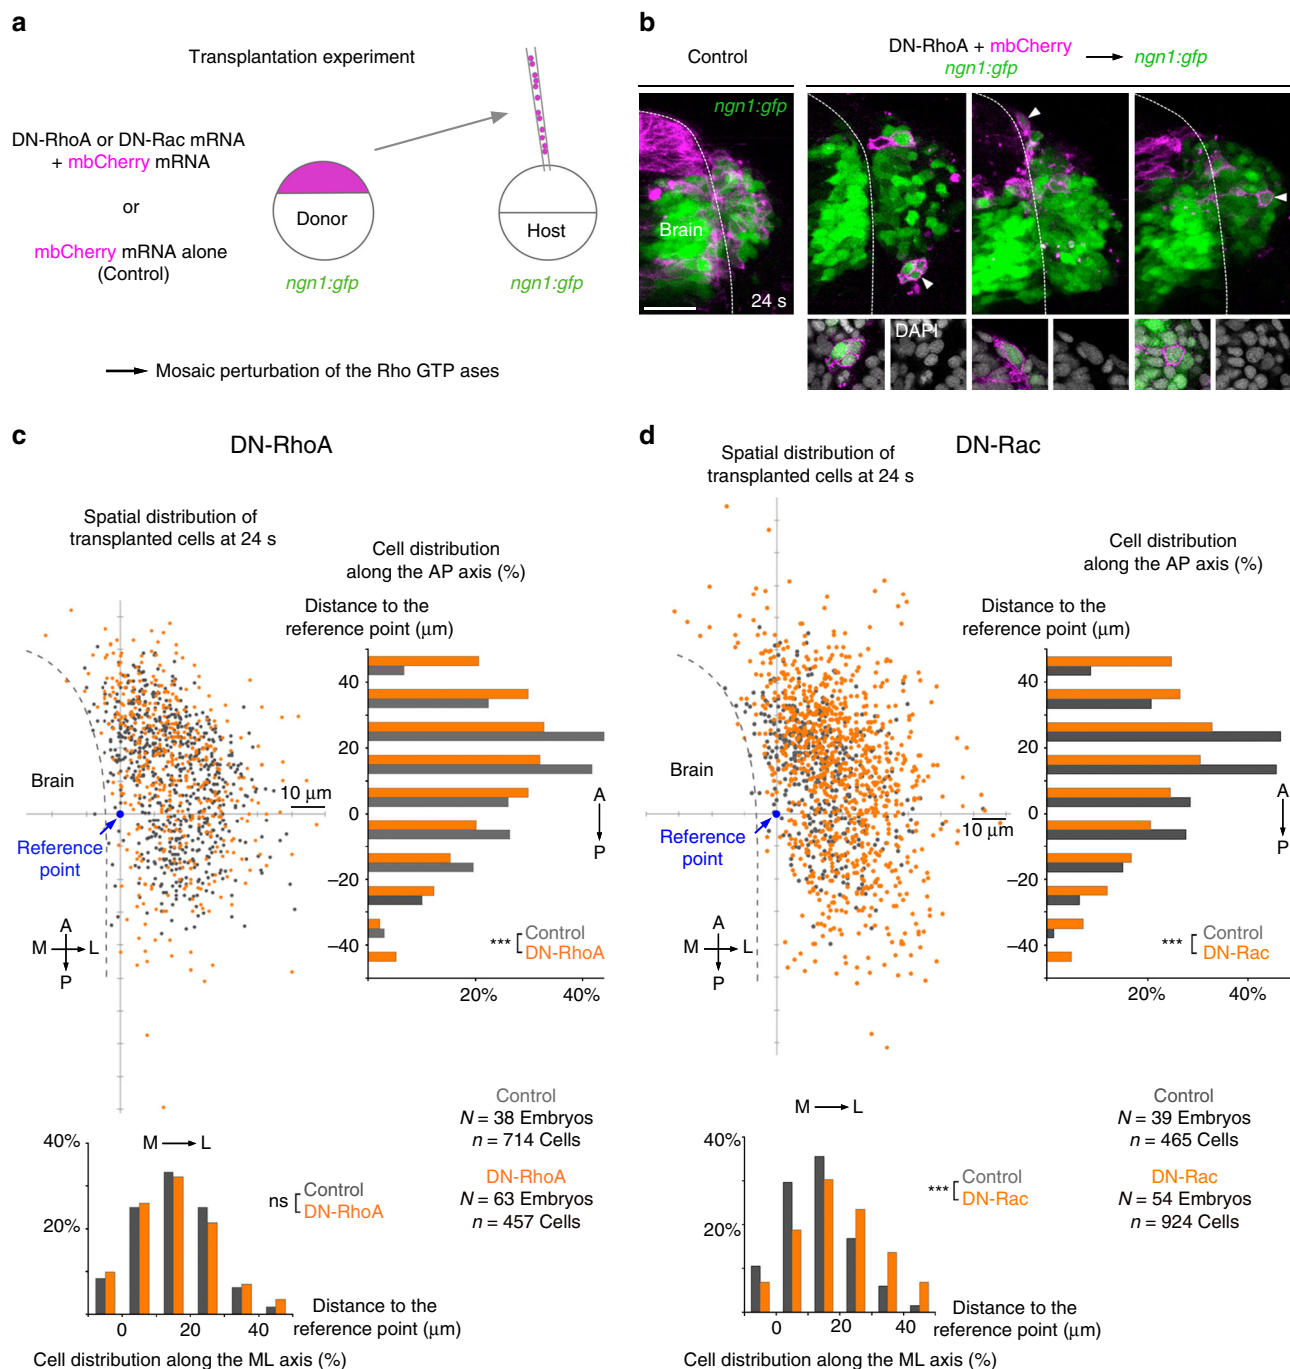 a
Transplantation experiment
DN-RhoA or DN-Rac mRNA
+ mbCherry mRNA
or
mbCherry mRNA alone
(Control)
Donor
ngn1:gfp
Host
ngn1:gfp
Mosaic perturbation of the Rho GTP ases
b
Control
DN-RhoA + mbCherry
ngn1:gfp
ngn1:gfp
ngn1:gfp
Brain
24 s
DAPI
c
DN-RhoA
Spatial distribution of
transplanted cells at 24 s
Cell distribution
along the AP axis (%)
Distance to the
reference point (μm)
40
20
0
–20
–40
20%
40%
Brain
10 μm
Reference
point
A
M
L
P
A
P
***
Control
DN-RhoA
Control
N = 38 Embryos
n = 714 Cells
DN-RhoA
N = 63 Embryos
n = 457 Cells
M
L
40%
20%
ns
Control
DN-RhoA
0
20
40
Distance to the
reference point (μm)
Cell distribution along the ML axis (%)
d
DN-Rac
Spatial distribution of
transplanted cells at 24 s
Cell distribution
along the AP axis (%)
Distance to the
reference point (μm)
40
20
0
–20
–40
20%
40%
Brain
10 μm
Reference
point
A
M
L
P
A
P
***
Control
DN-Rac
Control
N = 39 Embryos
n = 465 Cells
DN-Rac
N = 54 Embryos
n = 924 Cells
M
L
40%
20%
***
Control
DN-Rac
0
20
40
Distance to the
reference point (μm)
Cell distribution along the ML axis (%)